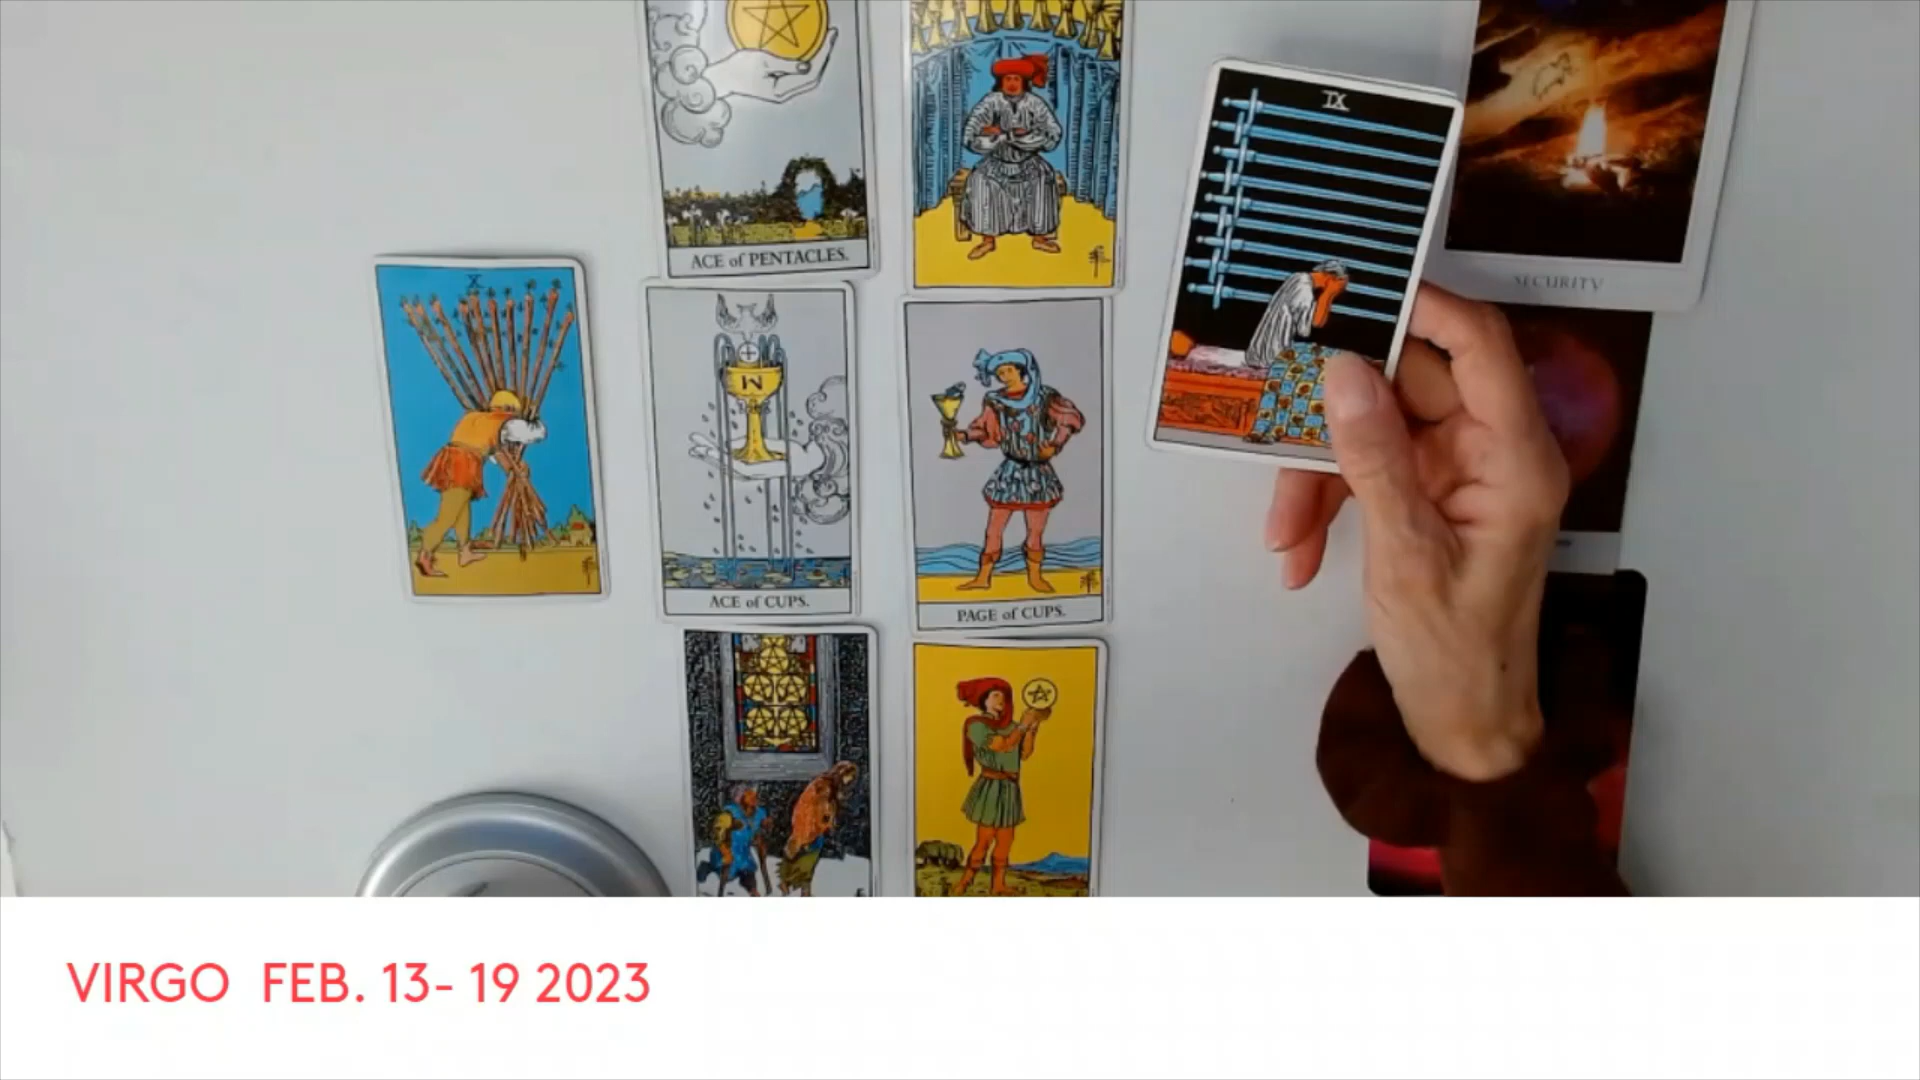 IX
SECURITY
ACE of PENTACLES.
X
W
ACE of CUPS.
PAGE of CUPS.
VIRGO FEB. 13- 19 2023